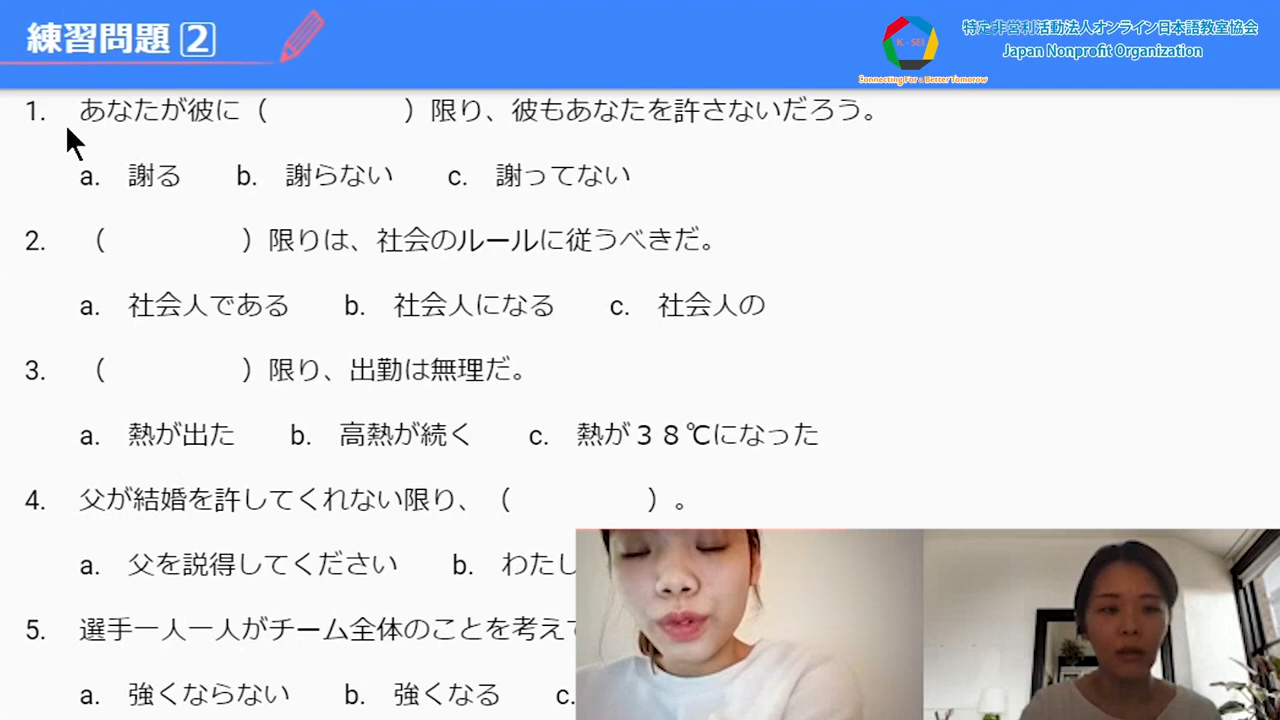 練習問題 2
K-SEI
Connecting For a Better Tomorrow
特定非営利活動法人オンライン日本語教室協会
Japan Nonprofit Organization
1. あなたが彼に（　　　　　）限り、彼もあなたを許さないだろう。
a. 謝る b. 謝らない c. 謝ってない
2. （　　　　　）限りは、社会のルールに従うべきだ。
a. 社会人である b. 社会人になる c. 社会人の
3. （　　　　　）限り、出勤は無理だ。
a. 熱が出た b. 高熱が続く c. 熱が３８℃になった
4. 父が結婚を許してくれない限り、（　　　　　）。
a. 父を説得してください b. わたし
5. 選手一人一人がチーム全体のことを考えて
a. 強くならない b. 強くなる c.